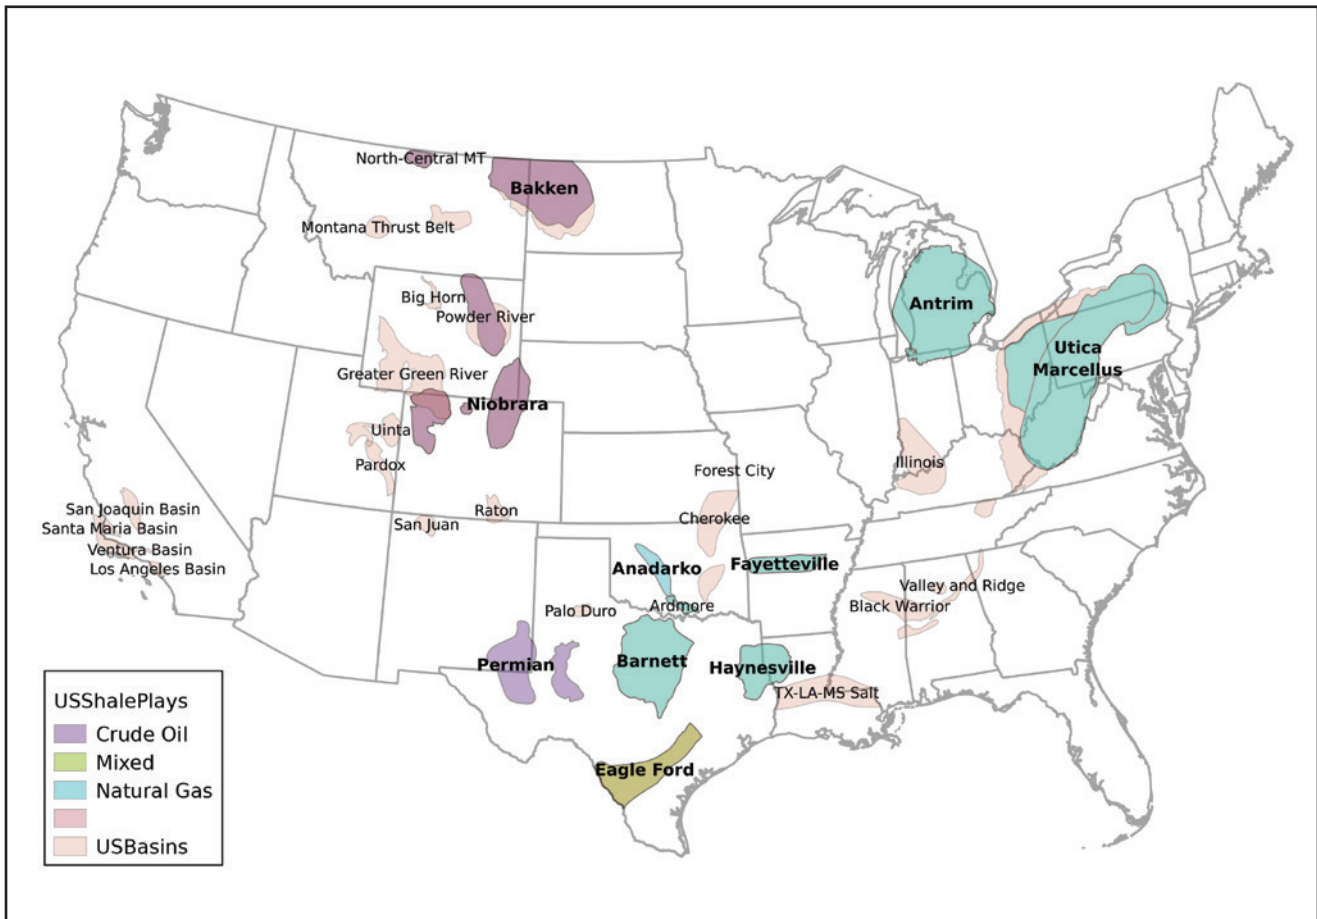 North-Central MT
Bakken
Montana Thrust Belt
Big Horn
Powder River
Antrim
Utica
Marcellus
Greater Green River
Niobrara
Uinta
Pardox
Illinois
Forest City
San Joaquin Basin
Raton
Cherokee
Santa Maria Basin
San Juan
Ventura Basin
Los Angeles Basin
Anadarko
Fayetteville
Valley and Ridge
Palo Duro
Ardmore
Black Warrior
Permian
Barnett
Haynesville
TX-LA-MS Salt
Eagle Ford
USShalePlays
Crude Oil
Mixed
Natural Gas
USBasins